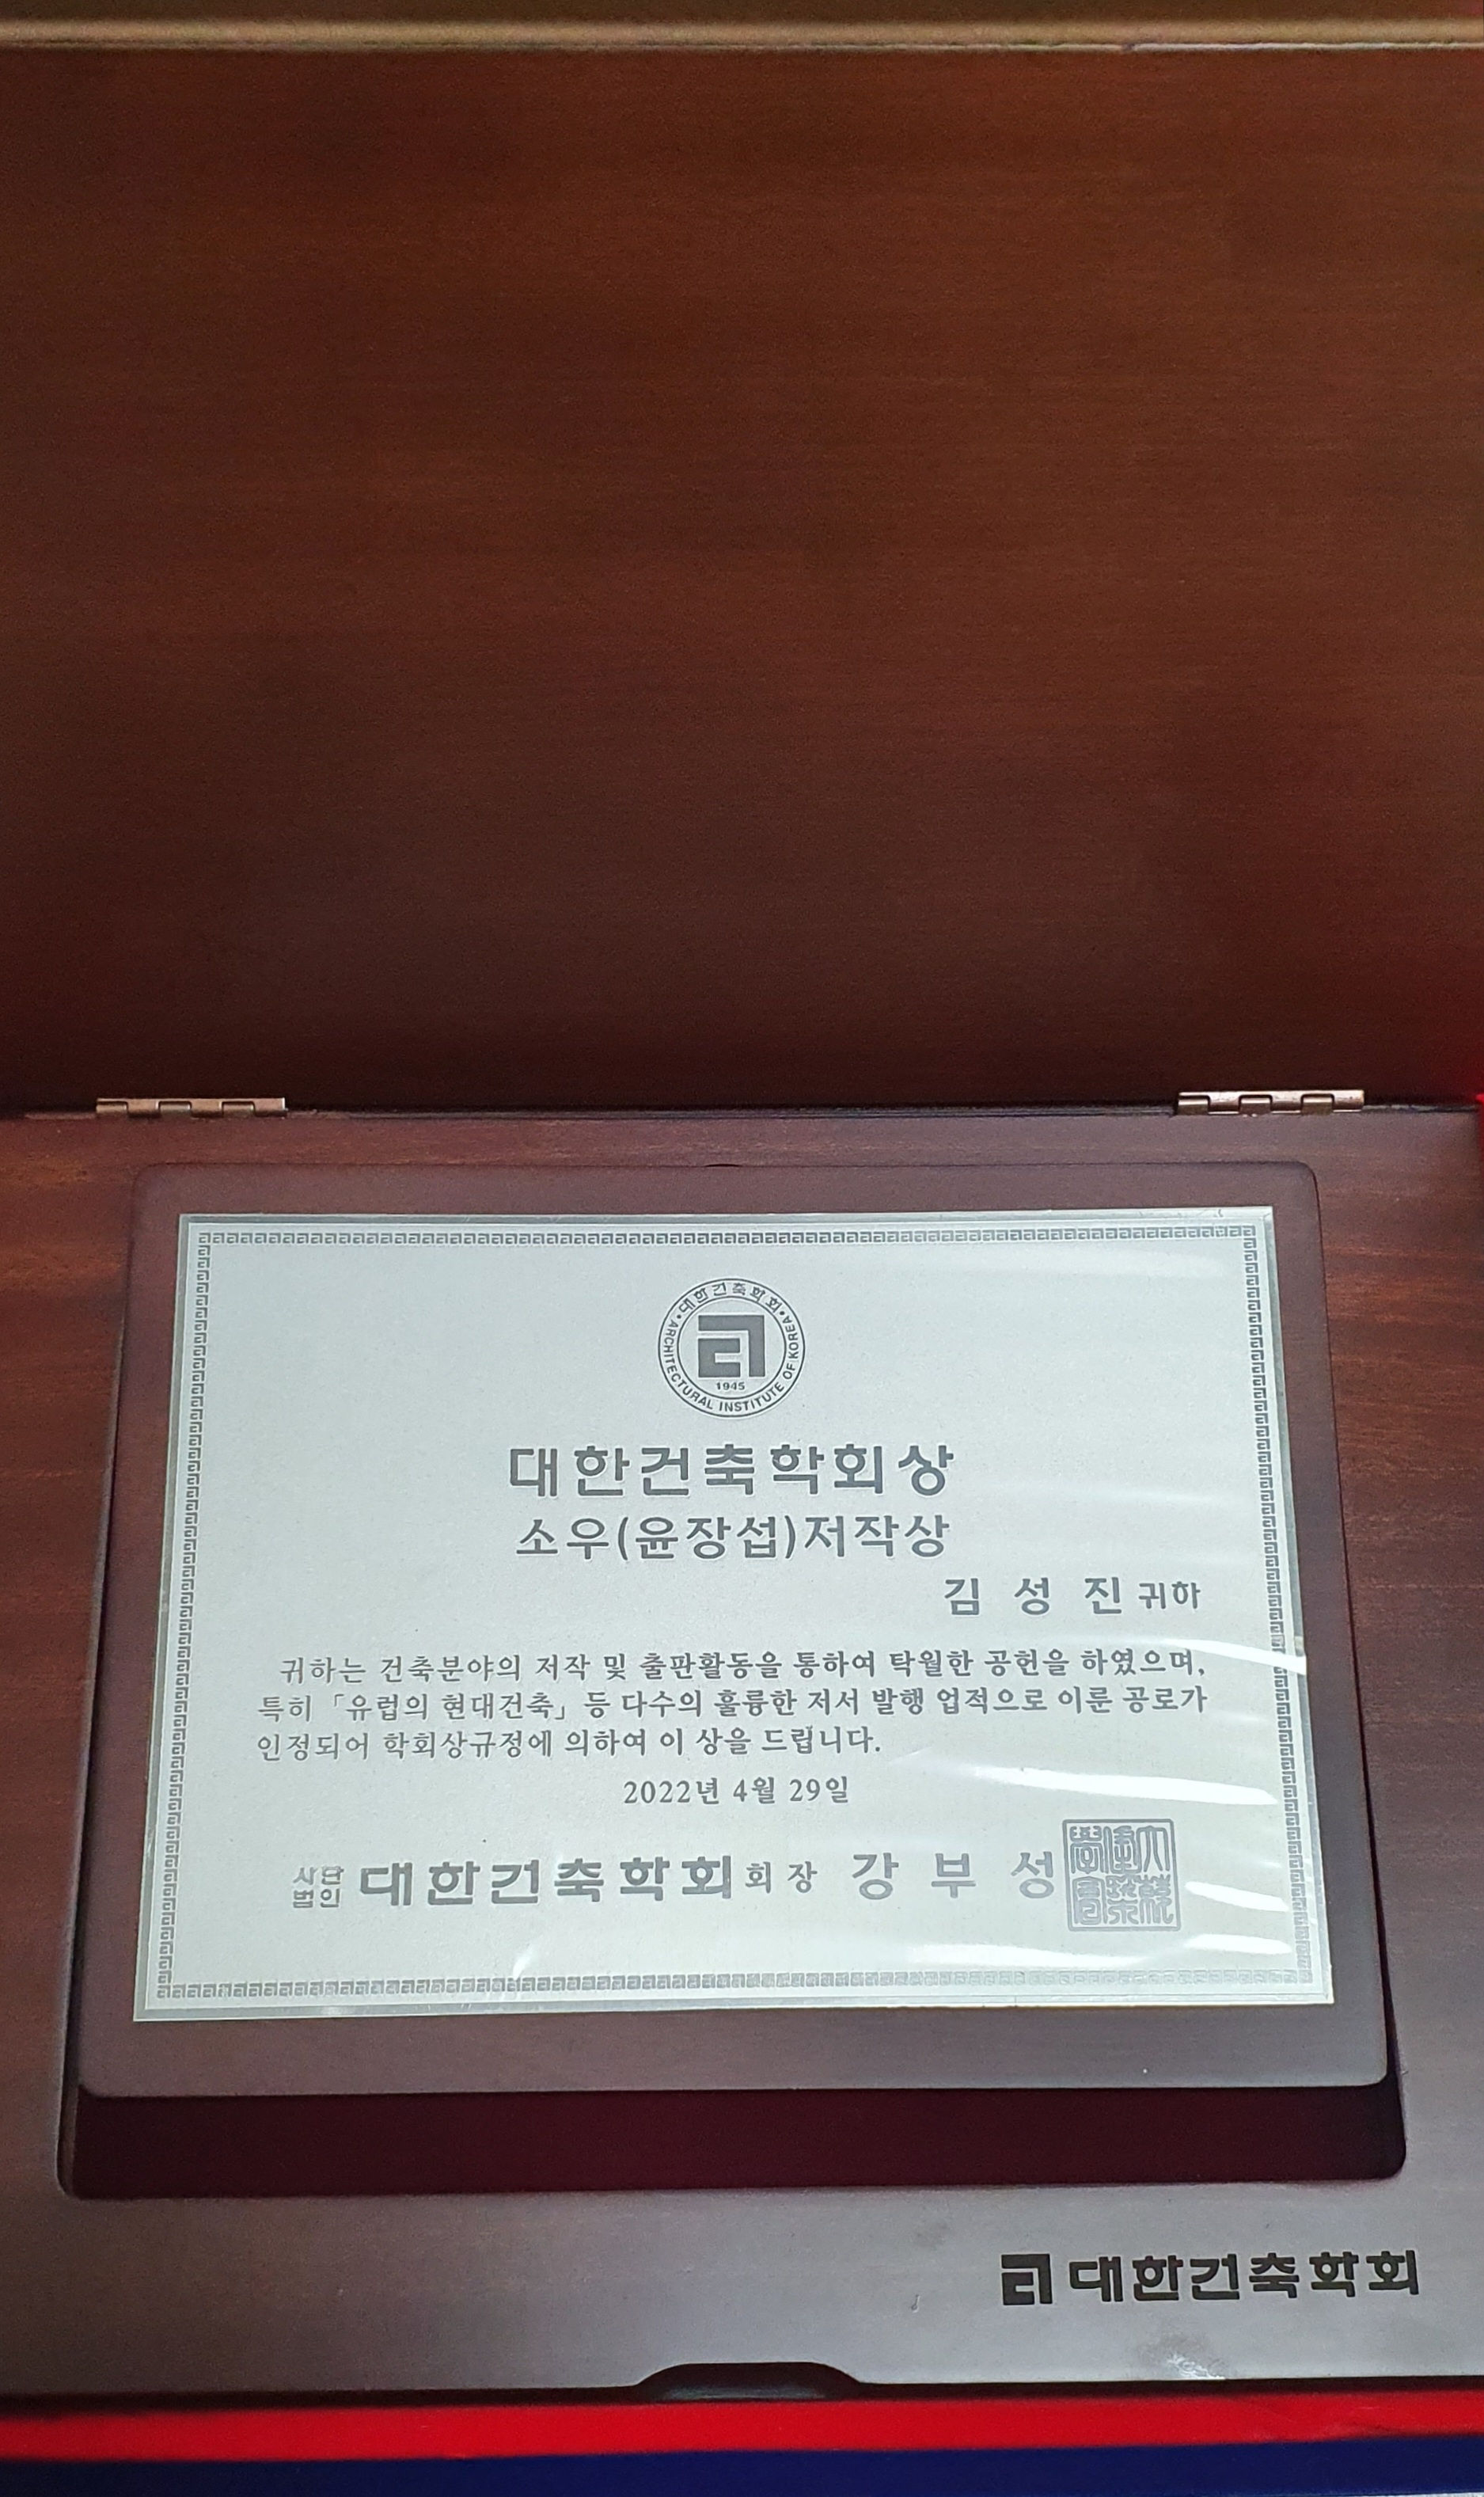 대한건축학회
ARCHITECTURAL INSTITUTE OF KOREA
1945
대한건축학회상
소우(윤장섭)저작상
김 성 진 귀하
귀하는 건축분야의 저작 및 출판활동을 통하여 탁월한 공헌을 하였으며,
특히 「유럽의 현대건축」 등 다수의 훌륭한 저서 발행 업적으로 이룬 공로가
인정되어 학회상규정에 의하여 이 상을 드립니다.
2022년 4월 29일
사단법인 대한건축학회 회장 강 부 성
대한건축학회